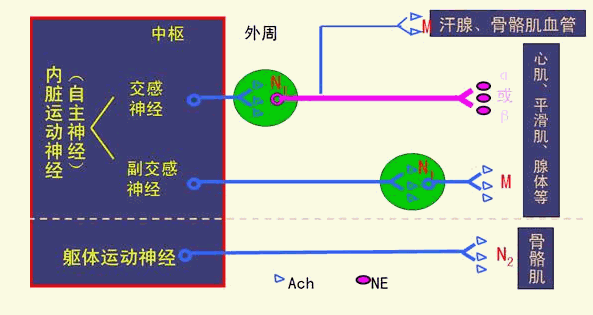 中枢
外周
内脏运动神经
（自主神经）
交感
神经
副交感
神经
躯体运动神经
N1
M
汗腺、骨骼肌血管
α
或
β
心肌、平滑肌、腺体等
N1
M
N2
骨骼肌
Ach
NE